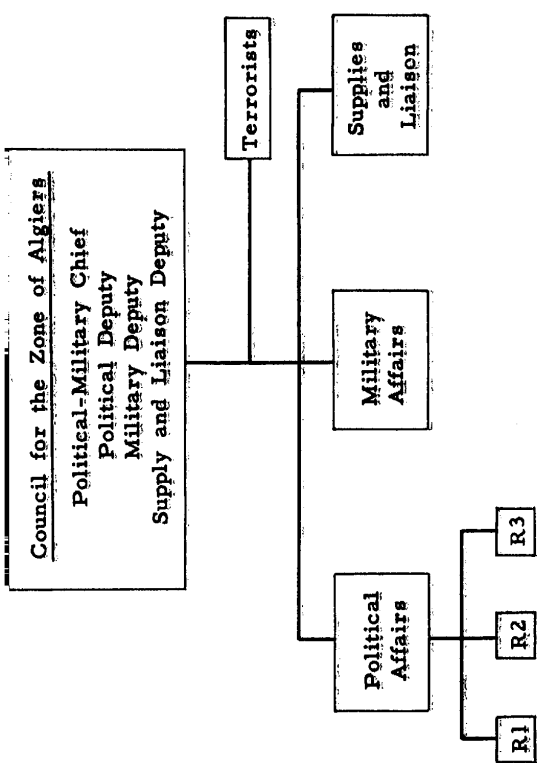 Council for the Zone of Algiers
Political-Military Chief
Political Deputy
Military Deputy
Supply and Liaison Deputy
Terrorists
Political
Affairs
Military
Affairs
Supplies
and
Liaison
R1
R2
R3